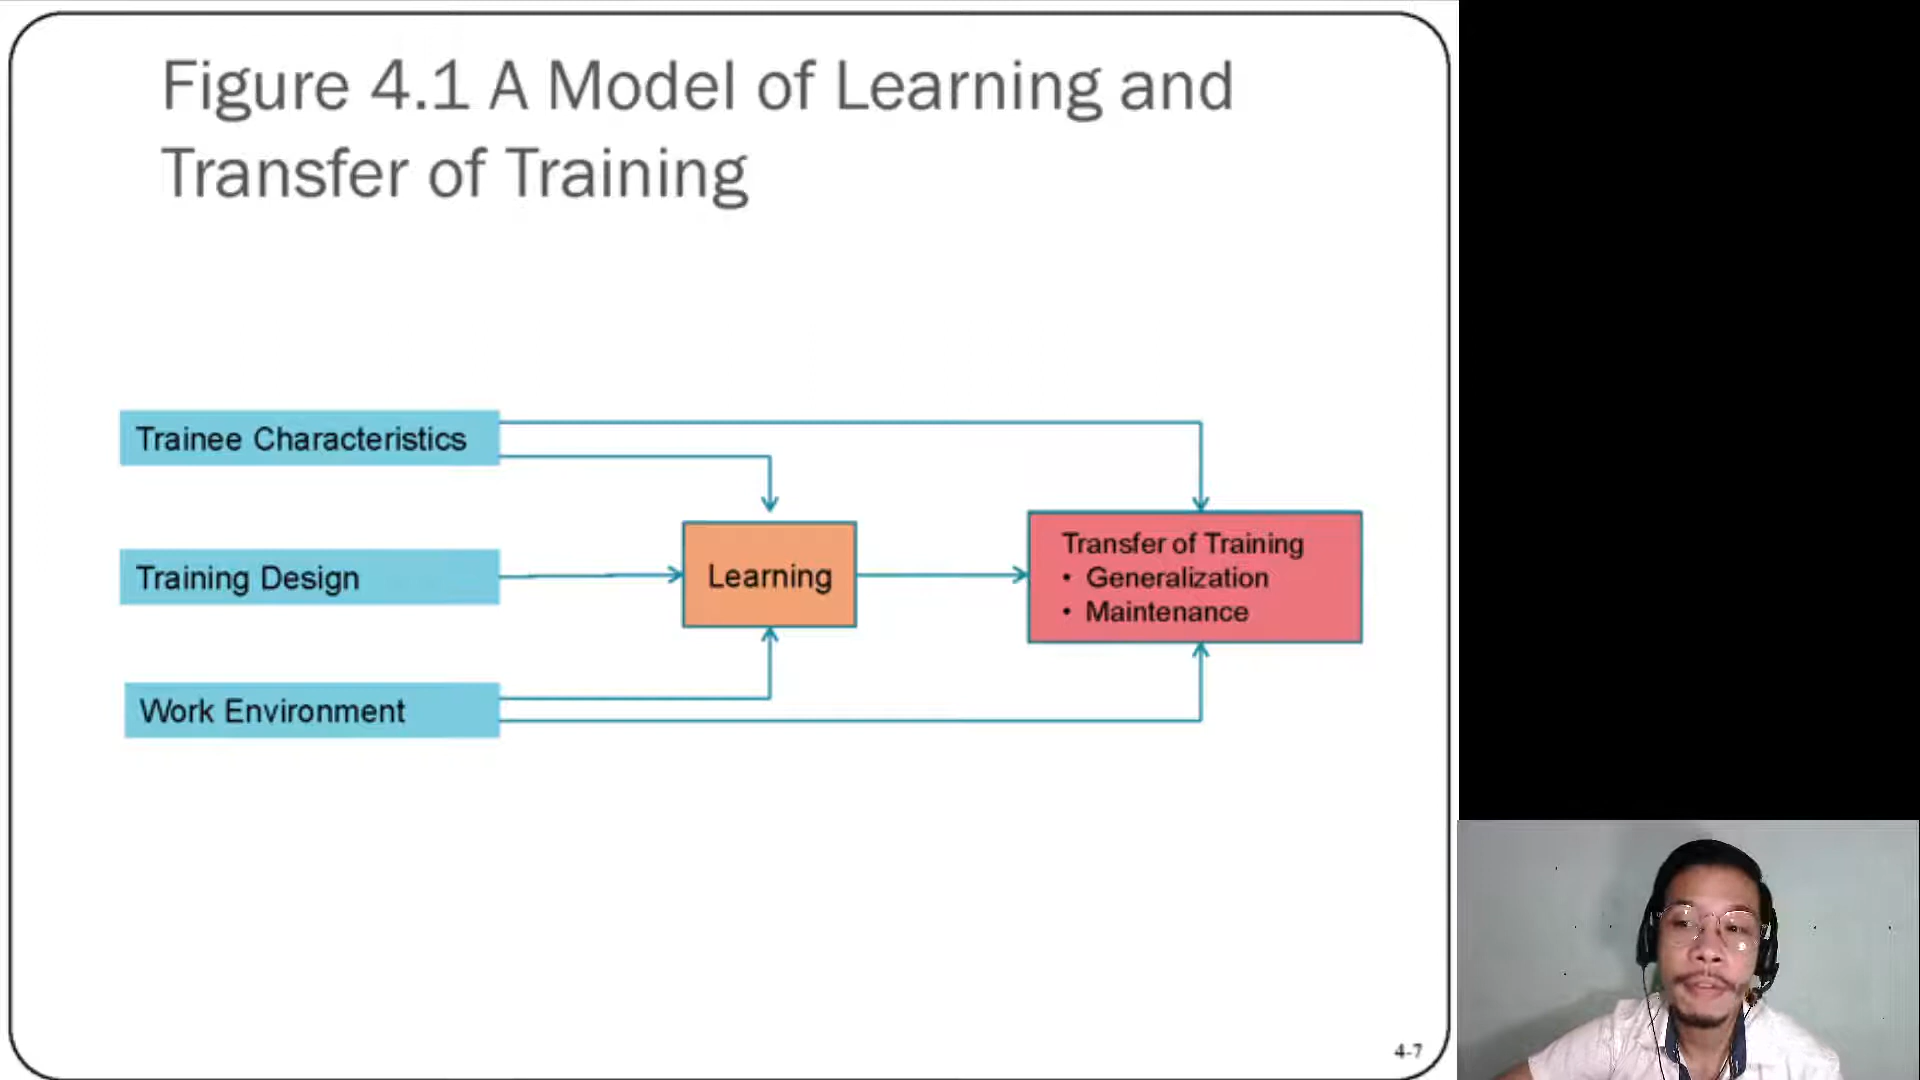 Figure 4.1 A Model of Learning and
Transfer of Training
Trainee Characteristics
Training Design
Work Environment
Learning
Transfer of Training
• Generalization
• Maintenance
4-7